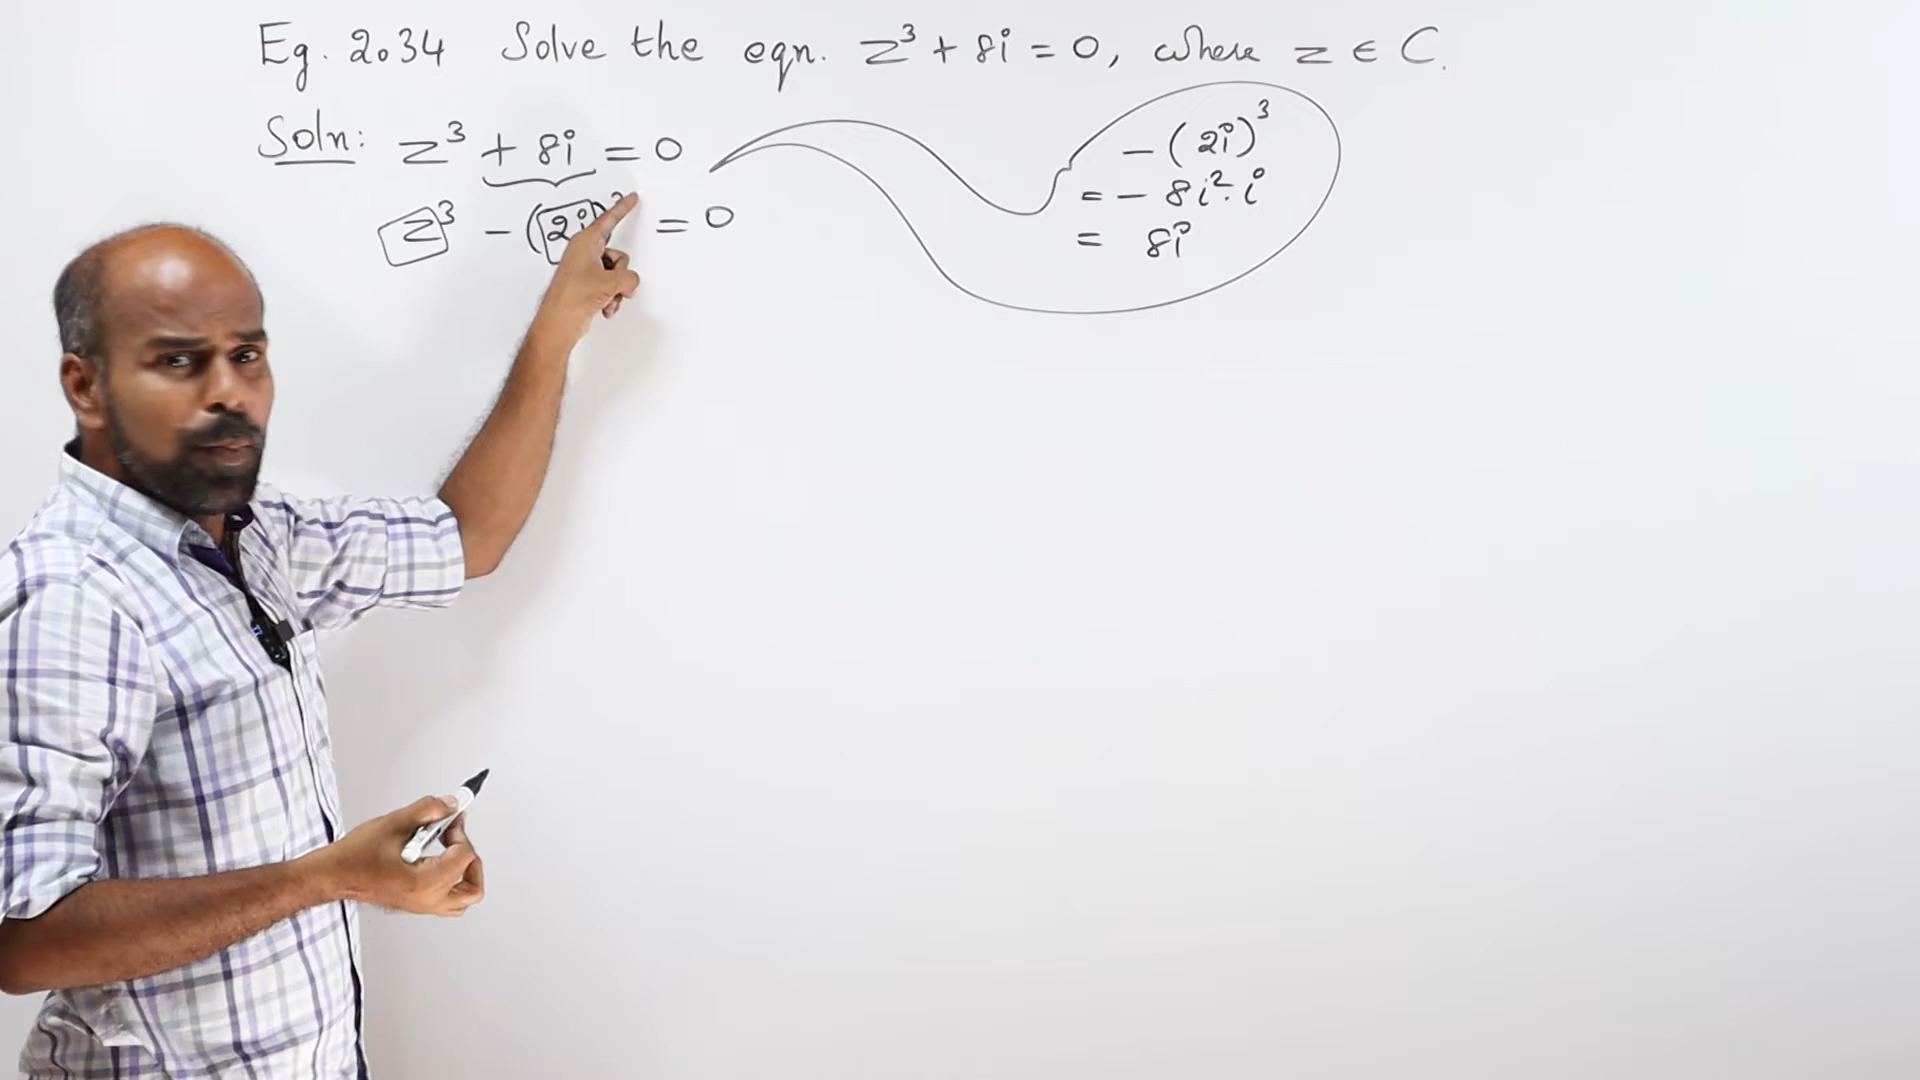 Eg. 2.34 Solve the eqn. z³ + 8i = 0, where z ∈ C.
Soln: z³ + 8i = 0
z³ - (2i)³ = 0
- (2i)³
= - 8i². i
= 8i